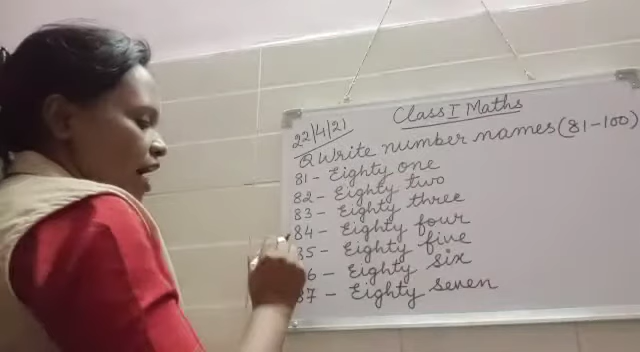 Class I Maths
22/4/21
Q Write number names (81-100)
81 - Eighty one
82 - Eighty two
83 - Eighty three
84 - Eighty four
85 - Eighty five
6 - Eighty six
87 - Eighty seven